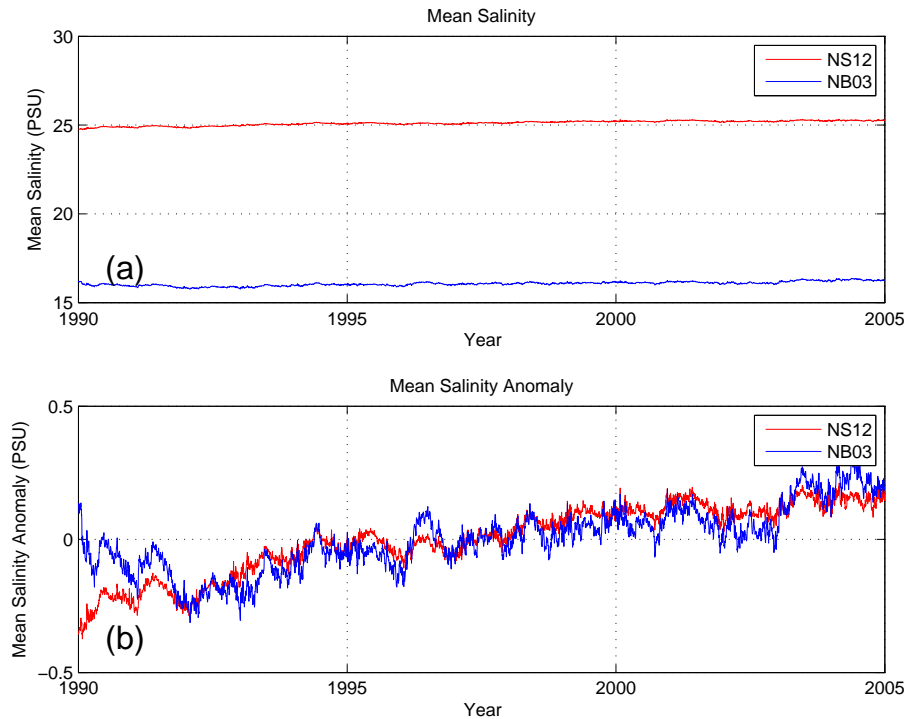 Mean Salinity
30
25
20
15
Mean Salinity (PSU)
NS12
NB03
(a)
1990
1995
2000
2005
Year
Mean Salinity Anomaly
0.5
0
−0.5
Mean Salinity Anomaly (PSU)
NS12
NB03
(b)
1990
1995
2000
2005
Year